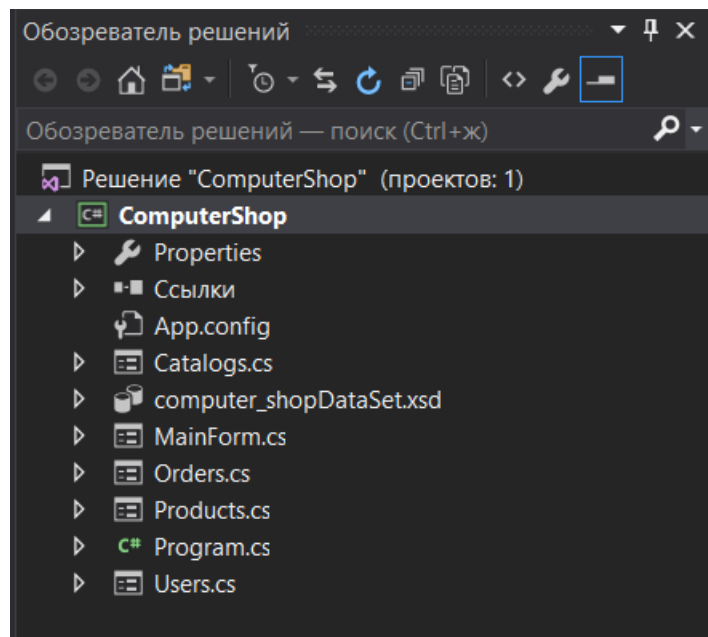 Обозреватель решений
Обозреватель решений — поиск (Ctrl+ж)
Решение "ComputerShop" (проектов: 1)
C# ComputerShop
Properties
Ссылки
App.config
Catalogs.cs
computer_shopDataSet.xsd
MainForm.cs
Orders.cs
Products.cs
C# Program.cs
Users.cs